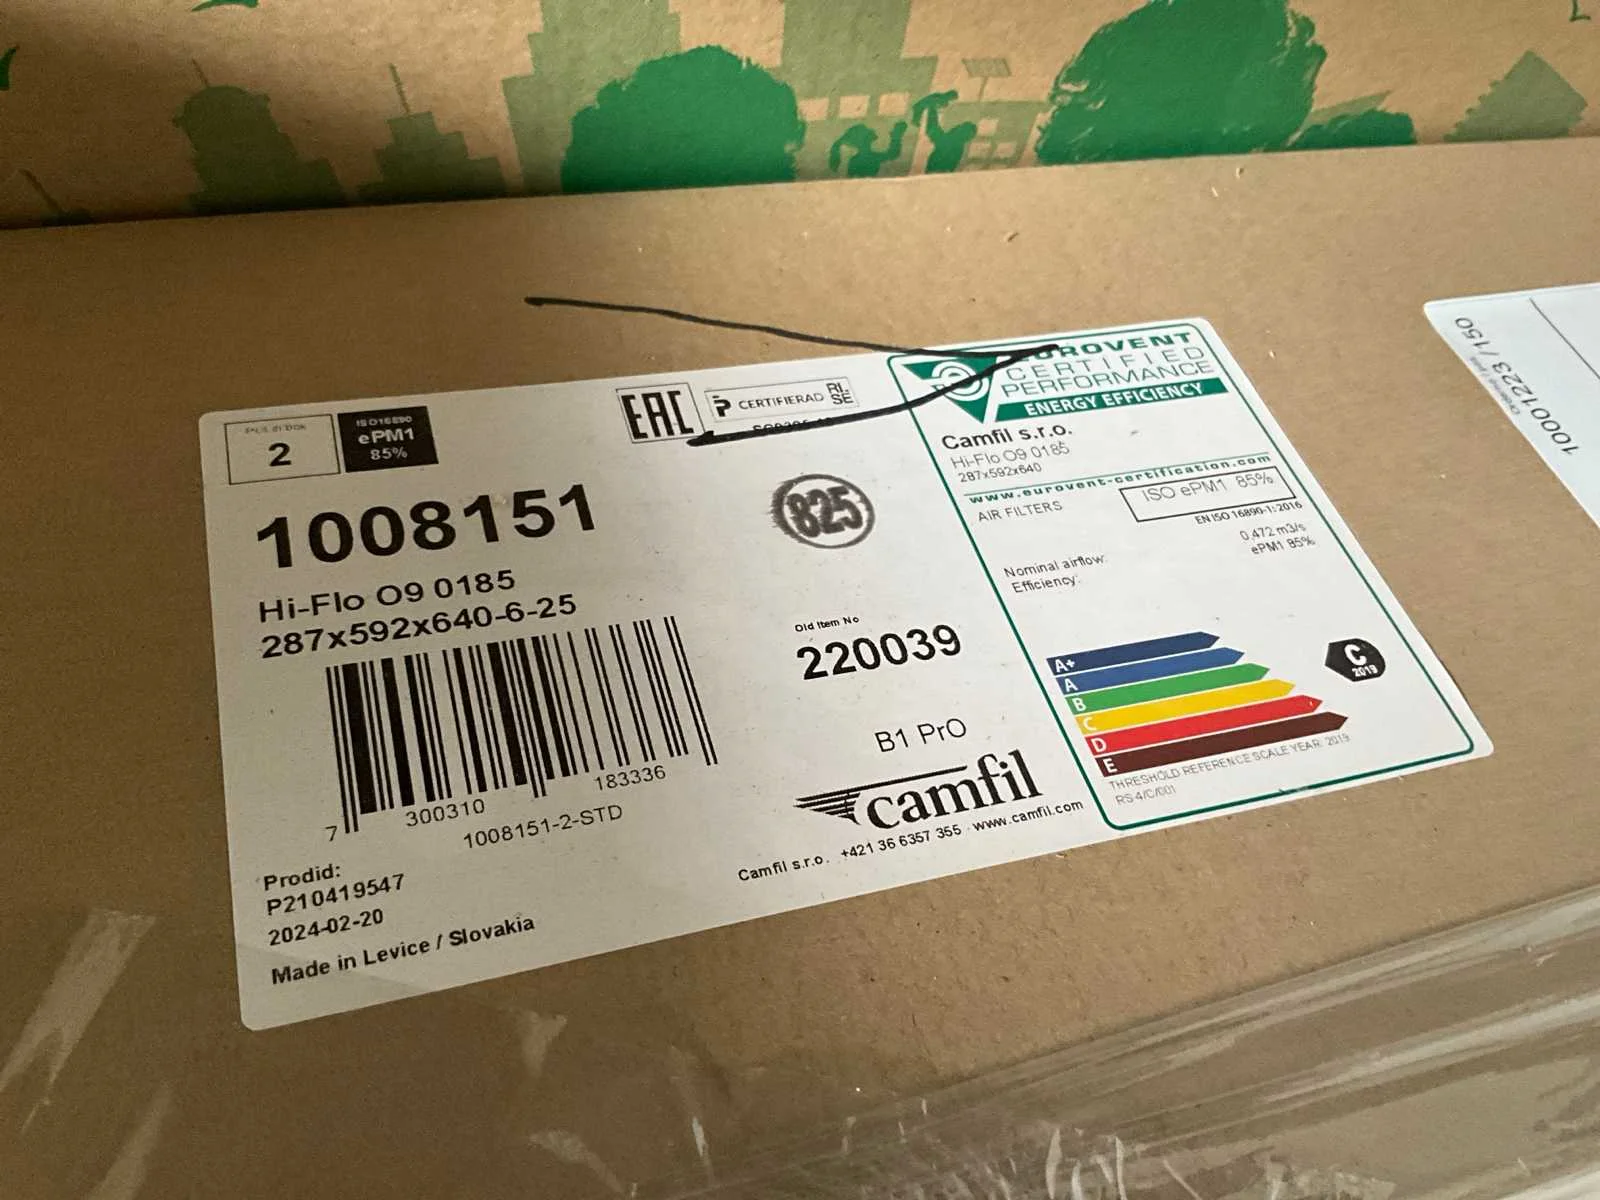 2
ISO16890
ePM1
85%
EAC
P CERTIFIERAD RI.SE
1008151
Hi-Flo O9 0185
287x592x640-6-25
7 300310 183336
1008151-2-STD
Prodid:
P210419547
2024-02-20
Made in Levice / Slovakia
825
Old Item No
220039
B1 PrO
camfil
Camfil s.r.o. +421 36 6357 355 www.camfil.com
EUROVENT
CERTIFIED
PERFORMANCE
ENERGY EFFICIENCY
Camfil s.r.o.
Hi-Flo O9 0185
287x592x640
www.eurovent-certification.com
AIR FILTERS
ISO ePM1 85%
EN ISO 16890-1: 2016
Nominal airflow: 0.472 m3/s
Efficiency: ePM1 85%
A+
A
B
C
D
E
C
2019
THRESHOLD REFERENCE SCALE YEAR: 2019
RS 4/C/001
10001223 /150